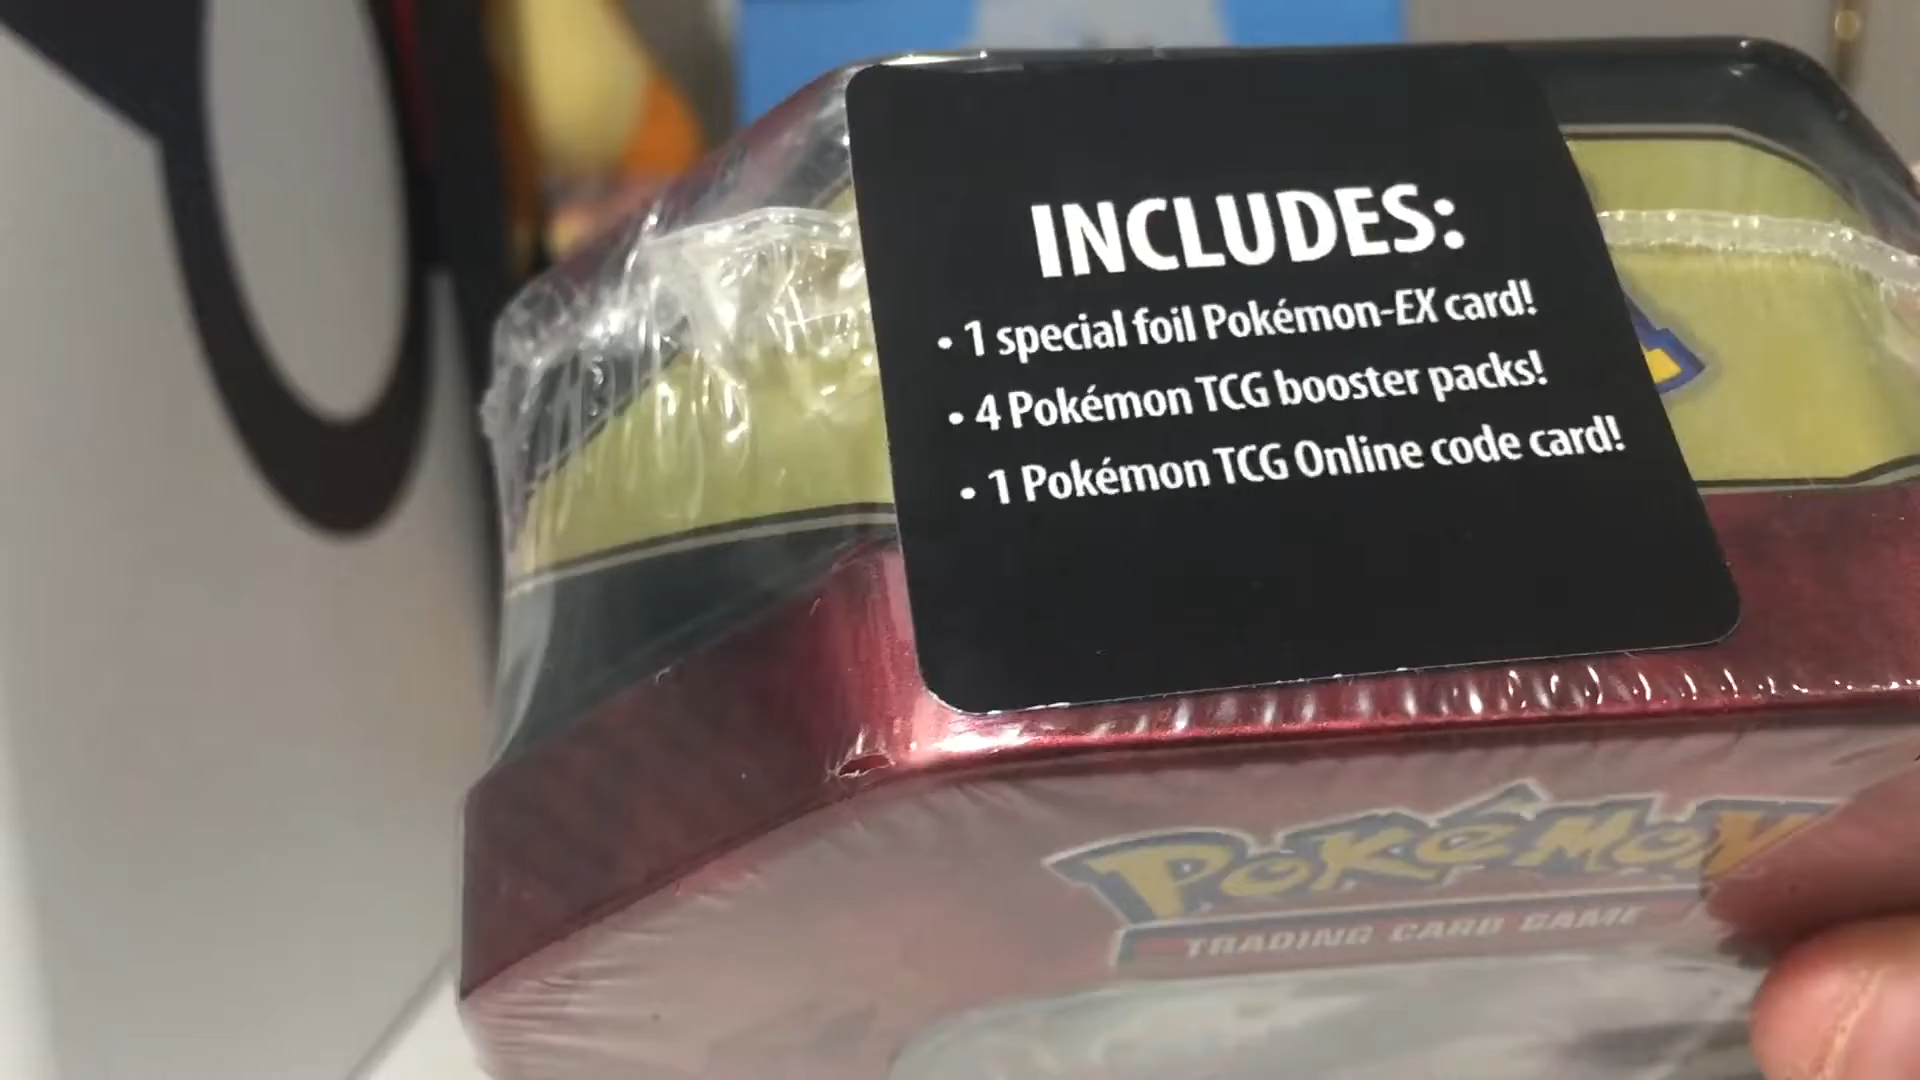 INCLUDES:
• 1 special foil Pokémon-EX card!
• 4 Pokémon TCG booster packs!
• 1 Pokémon TCG Online code card!
POKéMON
TRADING CARD GAME